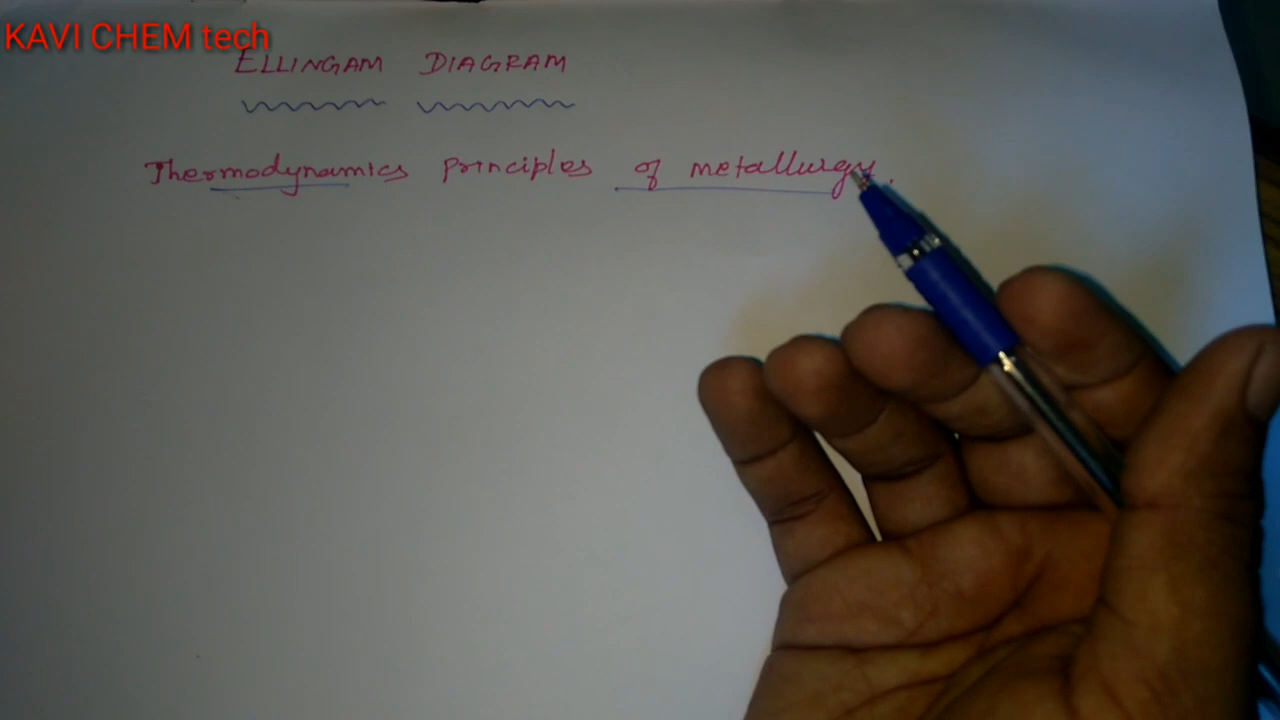 KAVI CHEM tech
ELLINGAM DIAGRAM
Thermodynamics principles of metallurgy.